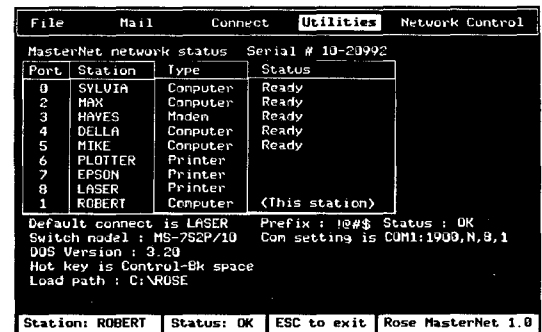 File Mail Connect Utilities Network Control
MasterNet network status Serial # 10-20992
Port Station Type Status
0 SYLVIA Computer Ready
2 MAX Computer Ready
3 HAYES Modem Ready
4 DELLA Computer Ready
5 MIKE Computer Ready
6 PLOTTER Printer
7 EPSON Printer
8 LASER Printer
1 ROBERT Computer (This station)
Default connect is LASER Prefix : !@#$ Status : OK
Switch model : MS-752P/10 Com setting is COM1:1900,N,8,1
DOS Version : 3.20
Hot key is Control-Bk space
Load path : C:\ROSE
Station: ROBERT Status: OK ESC to exit Rose MasterNet 1.0